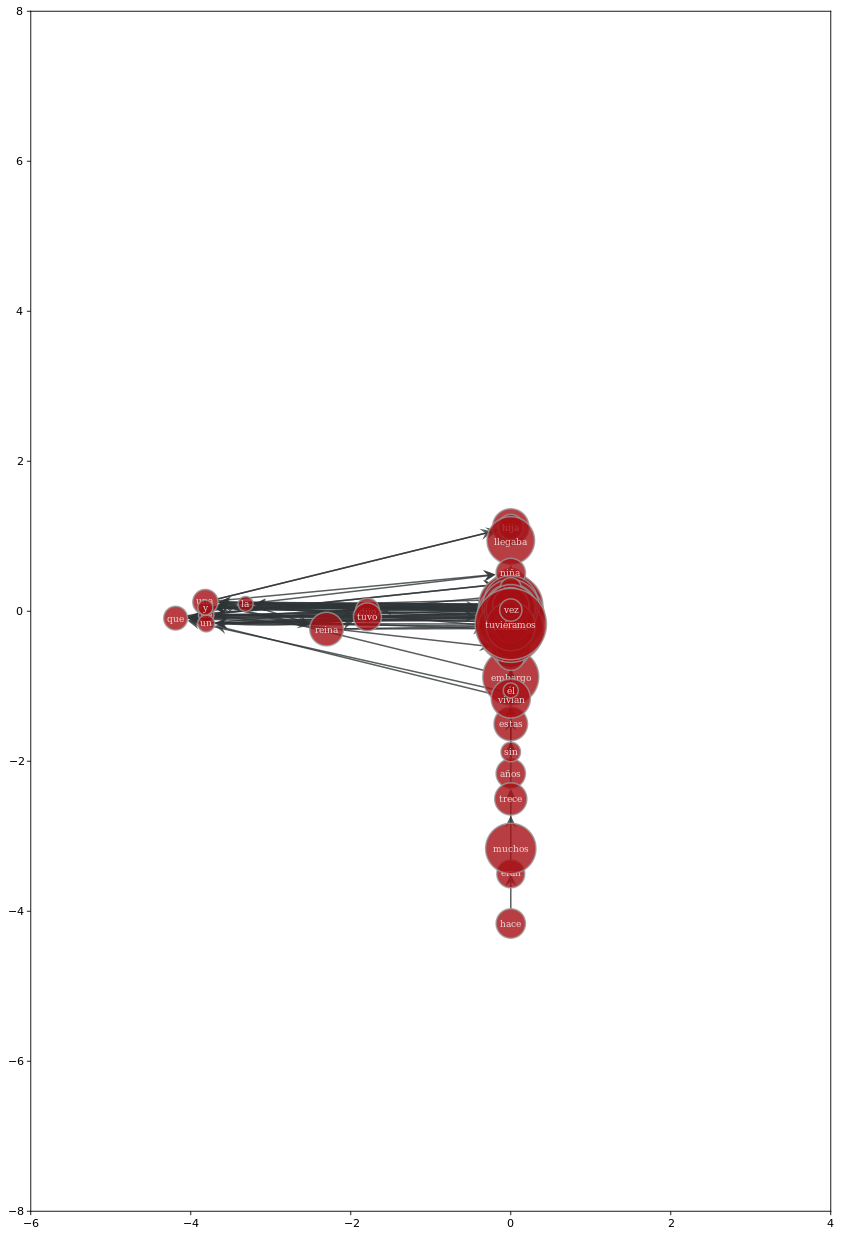 8
6
4
2
0
−2
−4
−6
−8
−6
−4
−2
0
2
4
hija
llegaba
niña
una
y
la
que
un
tuvo
reina
vez
tuviéramos
embargo
él
vivían
estas
sin
años
trece
muchos
eran
hace